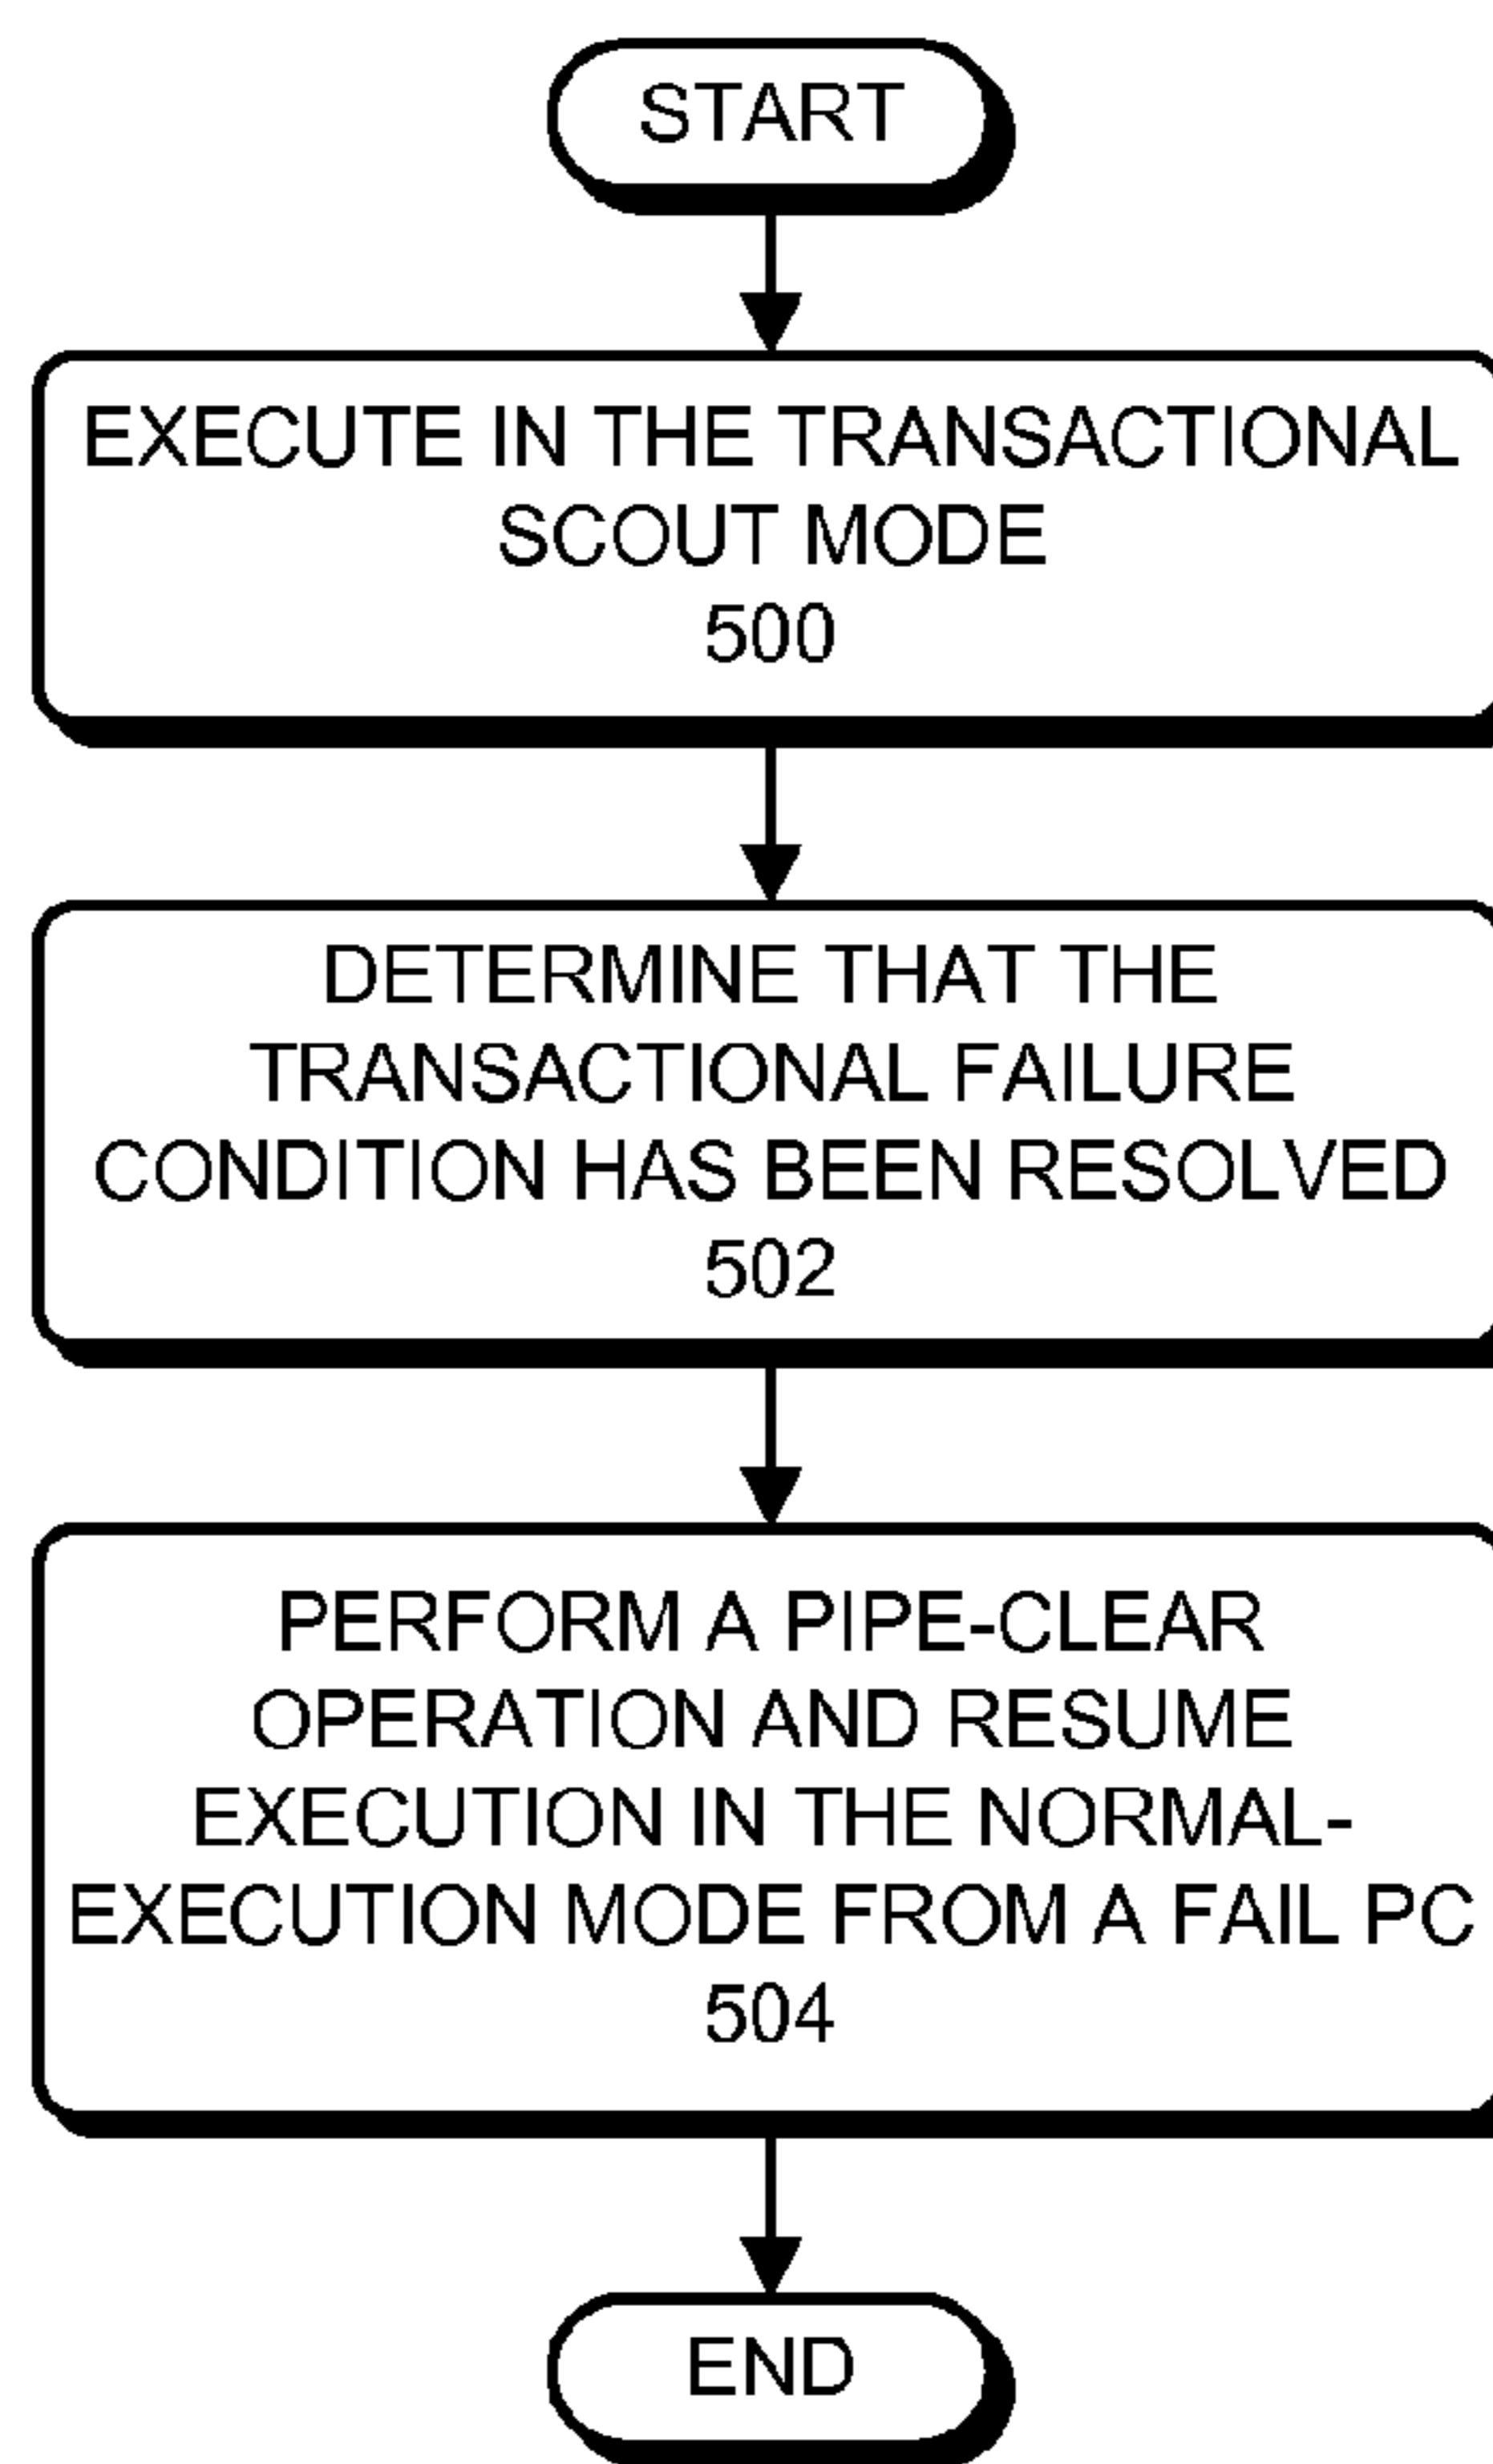 START
EXECUTE IN THE TRANSACTIONAL
SCOUT MODE
500
DETERMINE THAT THE
TRANSACTIONAL FAILURE
CONDITION HAS BEEN RESOLVED
502
PERFORM A PIPE-CLEAR
OPERATION AND RESUME
EXECUTION IN THE NORMAL-
EXECUTION MODE FROM A FAIL PC
504
END